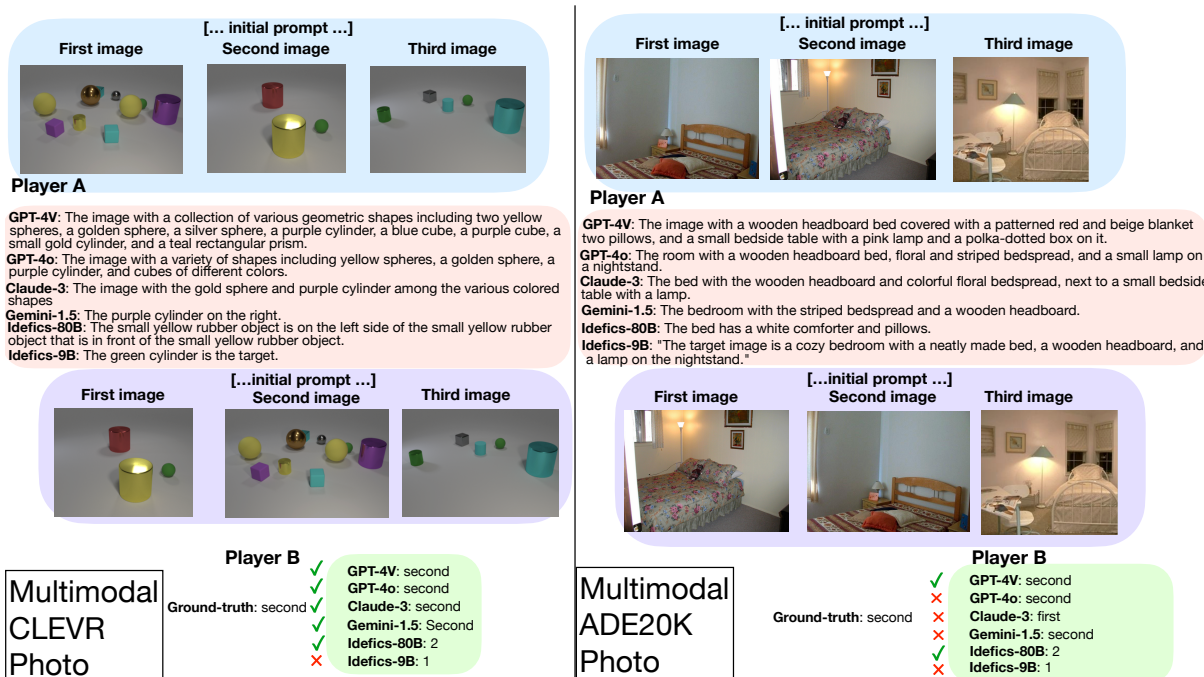 [... initial prompt ...]
First image
Second image
Third image
Player A
GPT-4V: The image with a collection of various geometric shapes including two yellow
spheres, a golden sphere, a silver sphere, a purple cylinder, a blue cube, a purple cube, a
small gold cylinder, and a teal rectangular prism.
GPT-4o: The image with a variety of shapes including yellow spheres, a golden sphere, a
purple cylinder, and cubes of different colors.
Claude-3: The image with the gold sphere and purple cylinder among the various colored
shapes
Gemini-1.5: The purple cylinder on the right.
Idefics-80B: The small yellow rubber object is on the left side of the small yellow rubber
object that is in front of the small yellow rubber object.
Idefics-9B: The green cylinder is the target.
[...initial prompt ...]
First image
Second image
Third image
Player B
Multimodal
CLEVR
Photo
Ground-truth: second
GPT-4V: second
GPT-4o: second
Claude-3: second
Gemini-1.5: Second
Idefics-80B: 2
Idefics-9B: 1
[... initial prompt ...]
First image
Second image
Third image
Player A
GPT-4V: The image with a wooden headboard bed covered with a patterned red and beige blanket
two pillows, and a small bedside table with a pink lamp and a polka-dotted box on it.
GPT-4o: The room with a wooden headboard bed, floral and striped bedspread, and a small lamp on
a nightstand.
Claude-3: The bed with the wooden headboard and colorful floral bedspread, next to a small bedside
table with a lamp.
Gemini-1.5: The bedroom with the striped bedspread and a wooden headboard.
Idefics-80B: The bed has a white comforter and pillows.
Idefics-9B: "The target image is a cozy bedroom with a neatly made bed, a wooden headboard, and
a lamp on the nightstand."
[...initial prompt ...]
First image
Second image
Third image
Player B
Multimodal
ADE20K
Photo
Ground-truth: second
GPT-4V: second
GPT-4o: second
Claude-3: first
Gemini-1.5: second
Idefics-80B: 2
Idefics-9B: 1